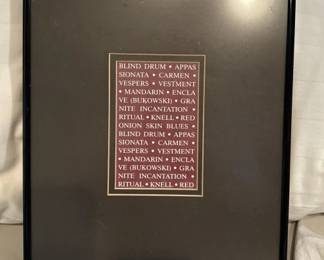 BLIND DRUM • APPAS
SIONATA • CARMEN •
VESPERS • VESTMENT
• MANDARIN • ENCLA
VE (BUKOWSKI) • GRA
NITE INCANTATION •
RITUAL • KNELL • RED
ONION SKIN BLUES •
BLIND DRUM • APPAS
SIONATA • CARMEN •
VESPERS • VESTMENT
• MANDARIN • ENCLA
VE (BUKOWSKI) • GRA
NITE INCANTATION •
RITUAL • KNELL • RED